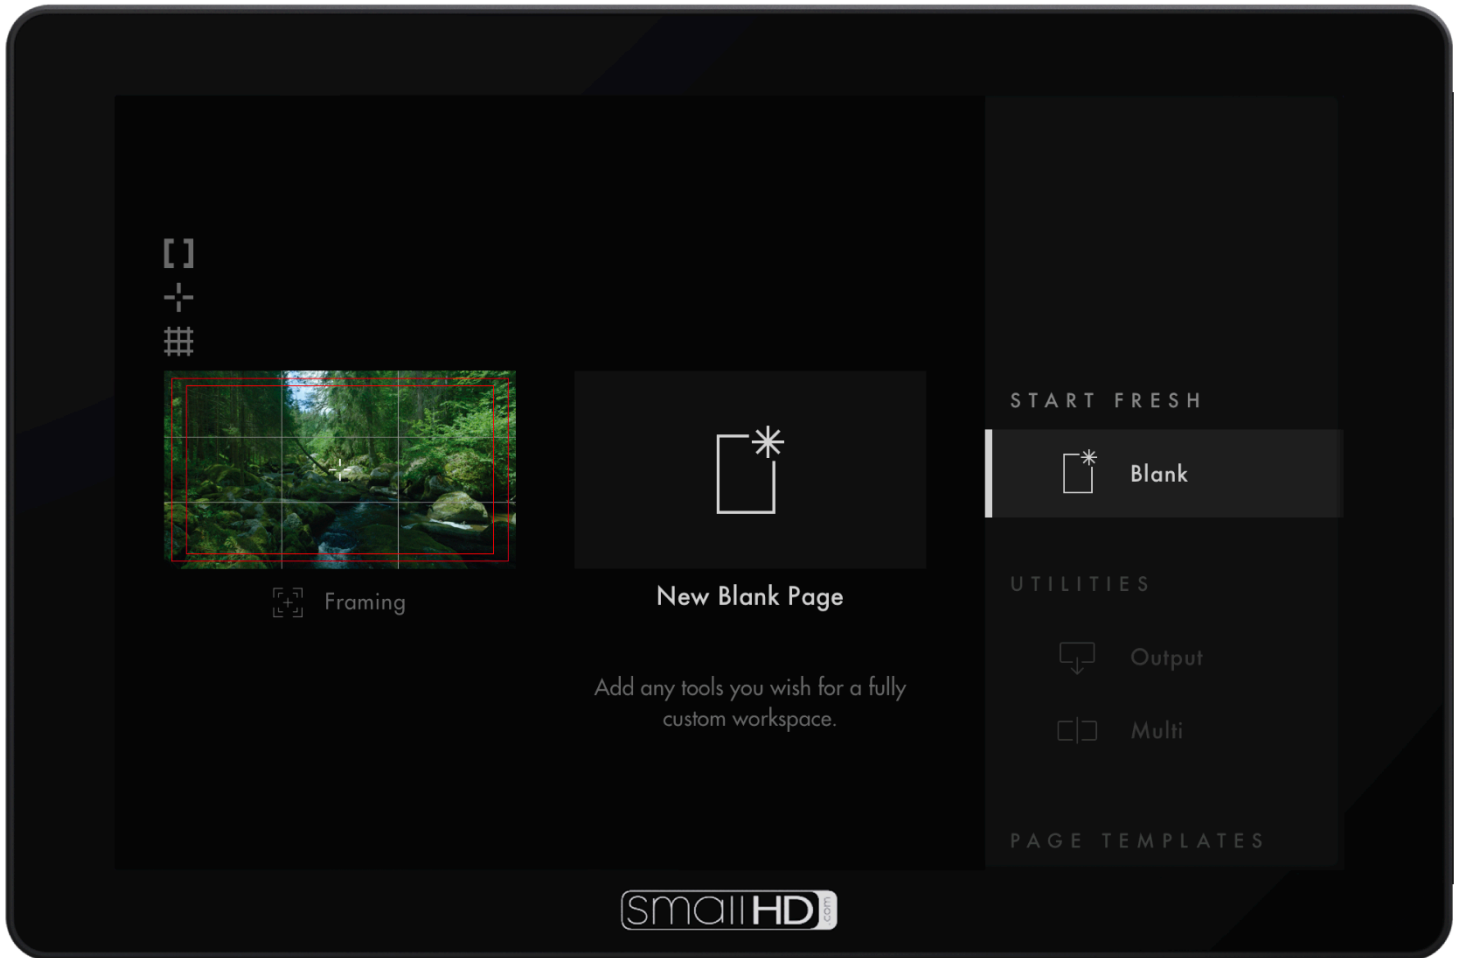 START FRESH
Blank
UTILITIES
Framing
New Blank Page
Output
Add any tools you wish for a fully
custom workspace.
Multi
PAGE TEMPLATES
smallHD.com